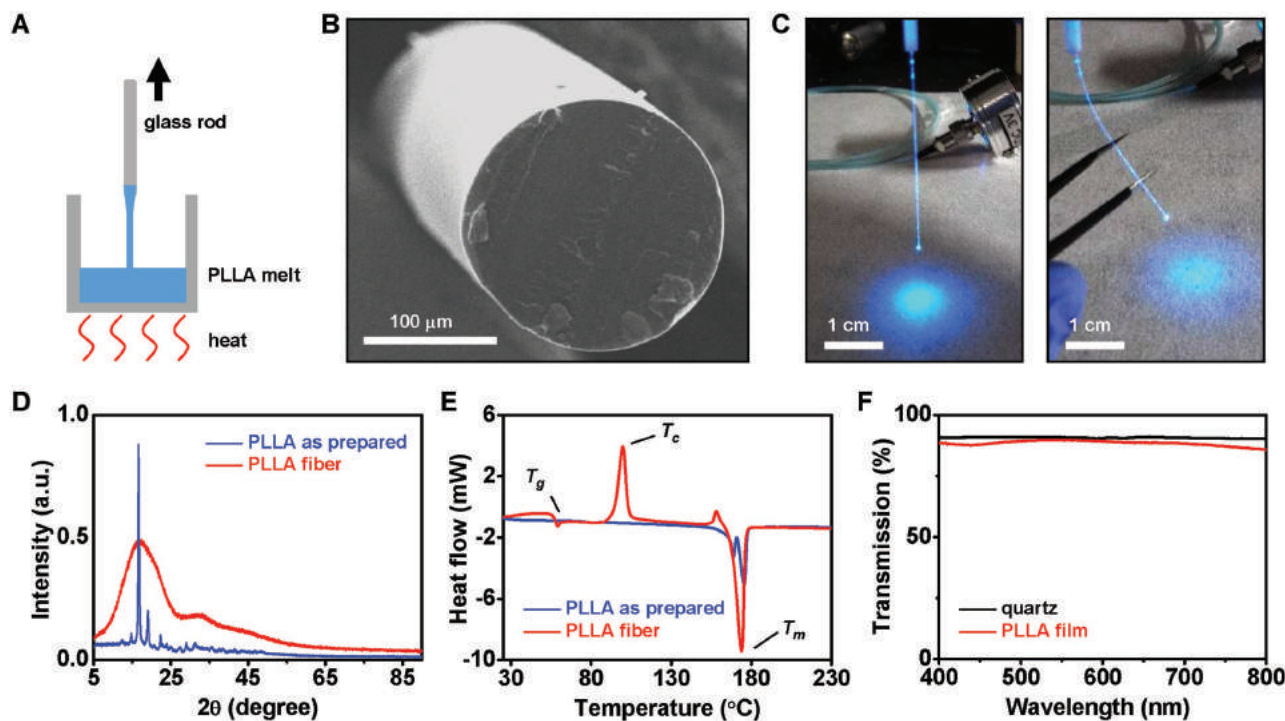 A
glass rod
PLLA melt
heat
B
100 μm
C
1 cm
1 cm
D
Intensity (a.u.)
1.0
0.5
0.0
PLLA as prepared
PLLA fiber
5 25 45 65 85
2θ (degree)
E
Heat flow (mW)
6
2
-2
-6
-10
Tg
Tc
Tm
PLLA as prepared
PLLA fiber
30 80 130 180 230
Temperature (°C)
F
Transmission (%)
100
50
0
quartz
PLLA film
400 500 600 700 800
Wavelength (nm)